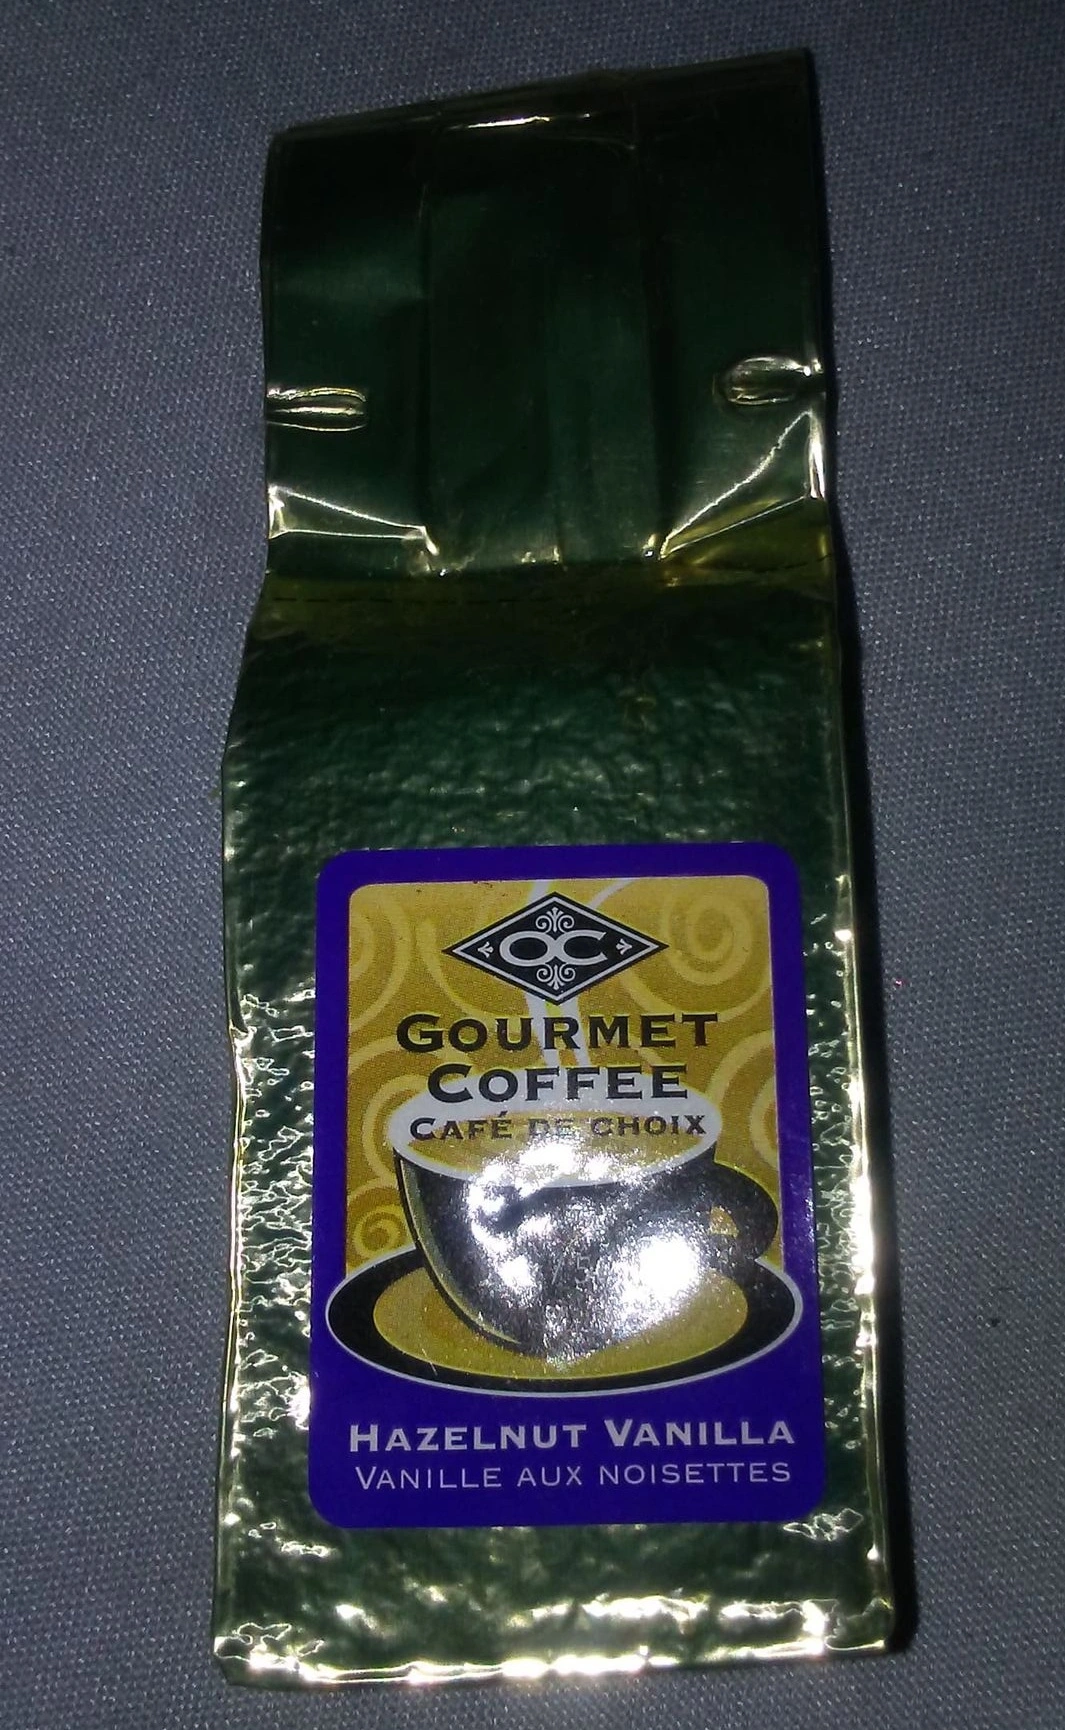 OC
GOURMET
COFFEE
CAFÉ DE CHOIX
HAZELNUT VANILLA
VANILLE AUX NOISETTES